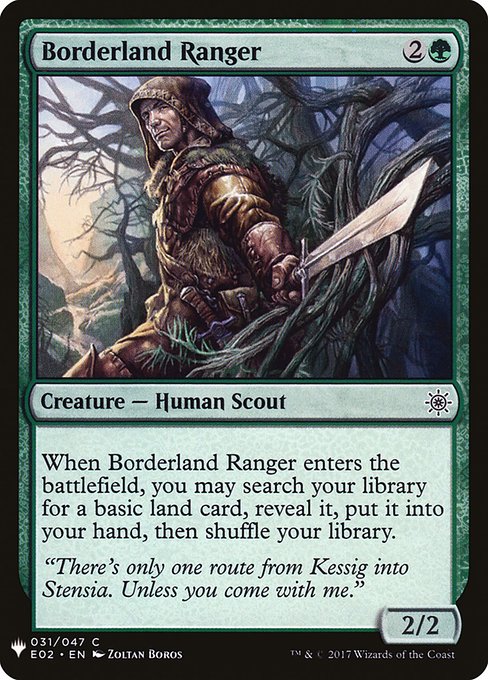 Borderland Ranger 2
Creature — Human Scout
When Borderland Ranger enters the
battlefield, you may search your library
for a basic land card, reveal it, put it into
your hand, then shuffle your library.
“There’s only one route from Kessig into
Stensia. Unless you come with me.”
2/2
031/047 C
E02 • EN Zoltan Boros
™ & © 2017 Wizards of the Coast